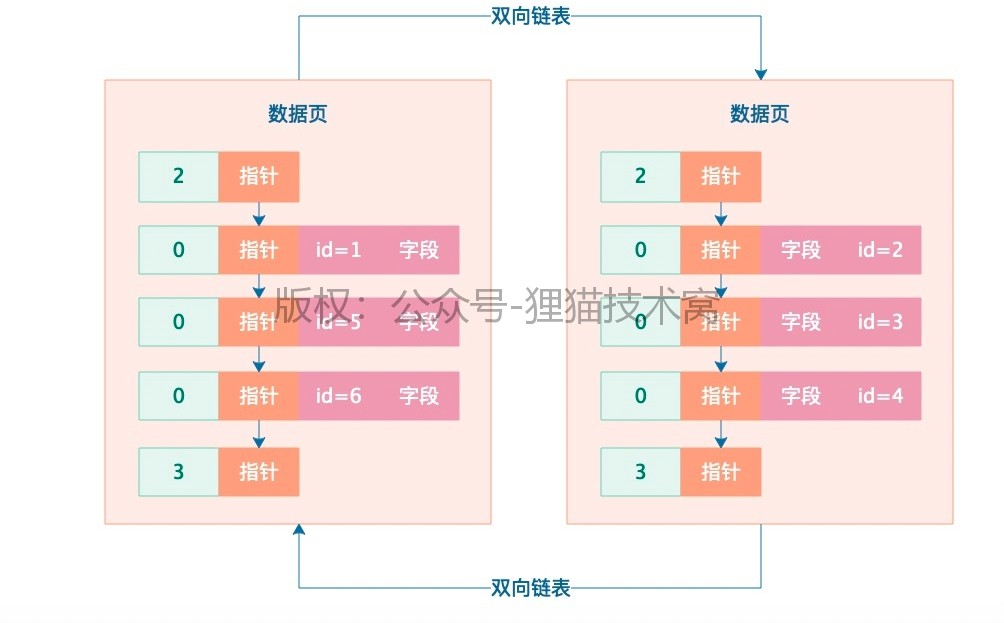 双向链表
数据页
2 指针
0 指针 id=1 字段
0 指针 id=5 字段
0 指针 id=6 字段
3 指针
数据页
2 指针
0 指针 字段 id=2
0 指针 字段 id=3
0 指针 字段 id=4
3 指针
版权：公众号-狸猫技术窝
双向链表